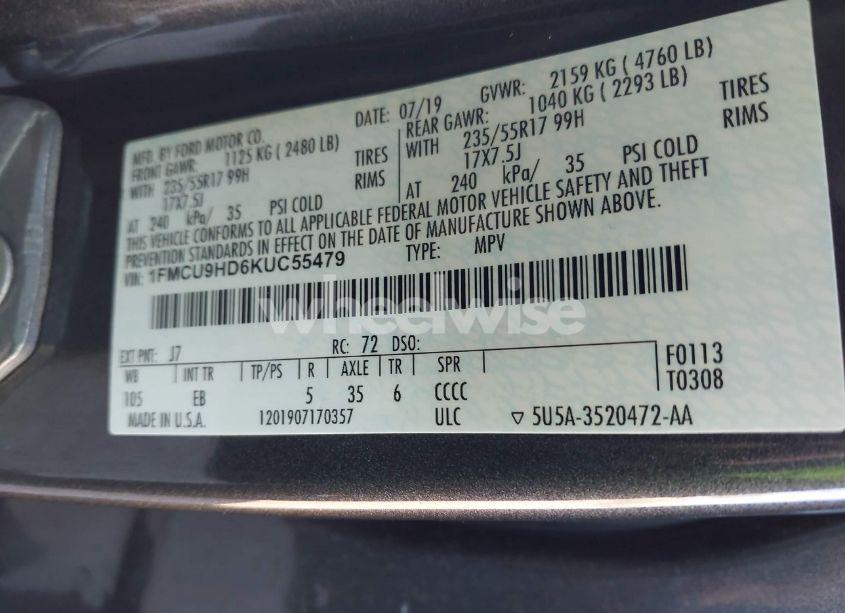 MFD. BY FORD MOTOR CO.
DATE: 07/19 GVWR: 2159 KG ( 4760 LB)
FRONT GAWR: 1125 KG ( 2480 LB) REAR GAWR: 1040 KG ( 2293 LB)
WITH 235/55R17 99H TIRES WITH 235/55R17 99H TIRES
17X7.5J RIMS 17X7.5J RIMS
AT 240 kPa/ 35 PSI COLD AT 240 kPa/ 35 PSI COLD
THIS VEHICLE CONFORMS TO ALL APPLICABLE FEDERAL MOTOR VEHICLE SAFETY AND THEFT
PREVENTION STANDARDS IN EFFECT ON THE DATE OF MANUFACTURE SHOWN ABOVE.
VIN: 1FMCU9HD6KUC55479 TYPE: MPV
wheelwise
EXT PNT: J7 RC: 72 DSO:
WB INT TR TP/PS R AXLE TR SPR F0113
105 EB 5 35 6 CCCC T0308
MADE IN U.S.A. 1201907170357 ULC ▽ 5U5A-3520472-AA